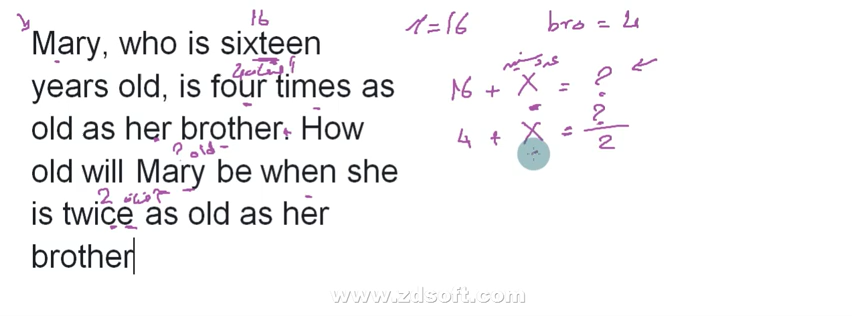 16
Mary, who is sixteen
years old, is four times as
old as her brother. How
? old
old will Mary be when she
2
is twice as old as her
brother
M=16 bro = 4
16 + X = ?
4 + X = ?/2
www.zdsoft.com